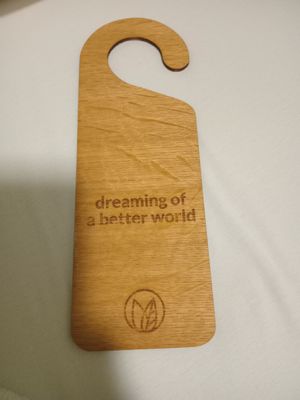 dreaming of
a better world